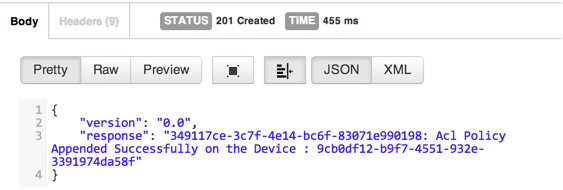 Body Headers (9) STATUS 201 Created TIME 455 ms
Pretty Raw Preview JSON XML
1 {
2 "version": "0.0",
3 "response": "349117ce-3c7f-4e14-bc6f-83071e990198: Acl Policy
Appended Successfully on the Device : 9cb0df12-b9f7-4551-932e-
3391974da58f"
4 }